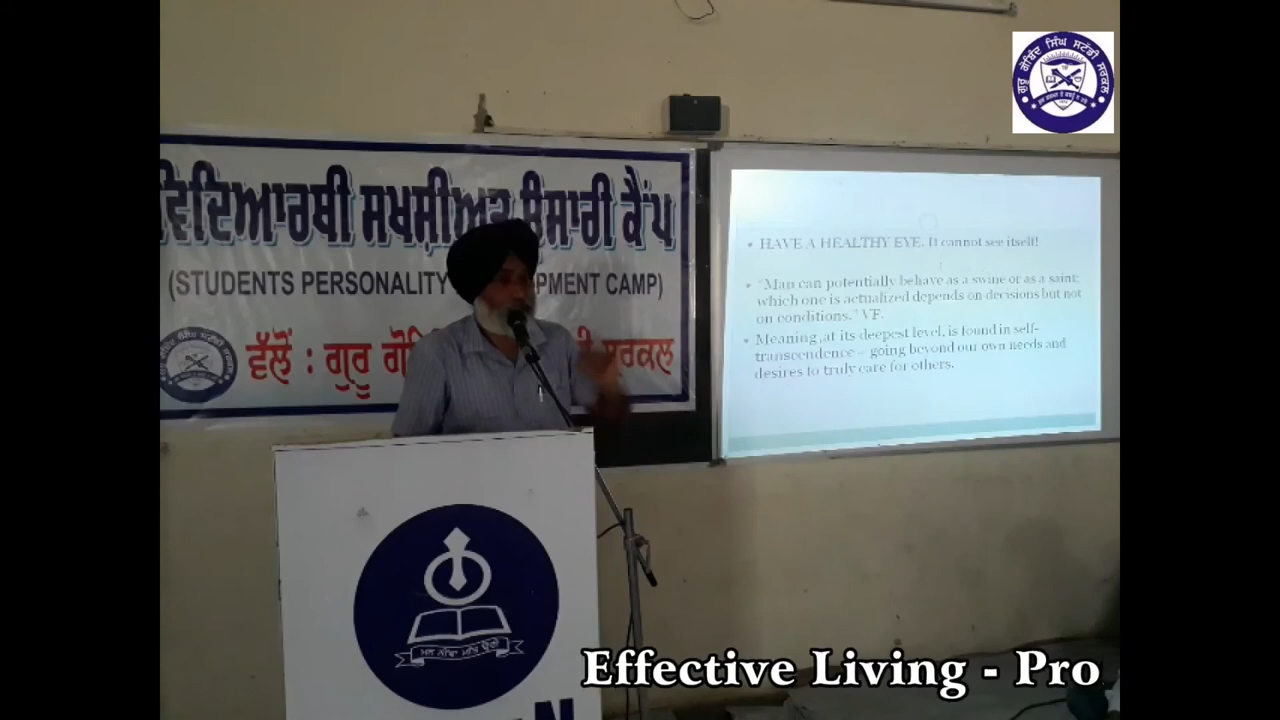 ਗੁਰੂ ਗੋਬਿੰਦ ਸਿੰਘ ਸਟੱਡੀ ਸਰਕਲ
ਵਿਦਿਆਰਥੀ ਸਖਸ਼ੀਅਤ ਉਸਾਰੀ ਕੈਂਪ
(STUDENTS PERSONALITY OPMENT CAMP)
ਵੱਲੋਂ : ਗੁਰੂ ਗੋਬਿੰ ਸਰਕਲ
• HAVE A HEALTHY EYE. It cannot see itself!
• "Man can potentially behave as a swine or as a saint;
which one is actualized depends on decisions but not
on conditions." VF.
• Meaning ,at its deepest level, is found in self-
transcendence – going beyond our own needs and
desires to truly care for others.
Effective Living - Pro